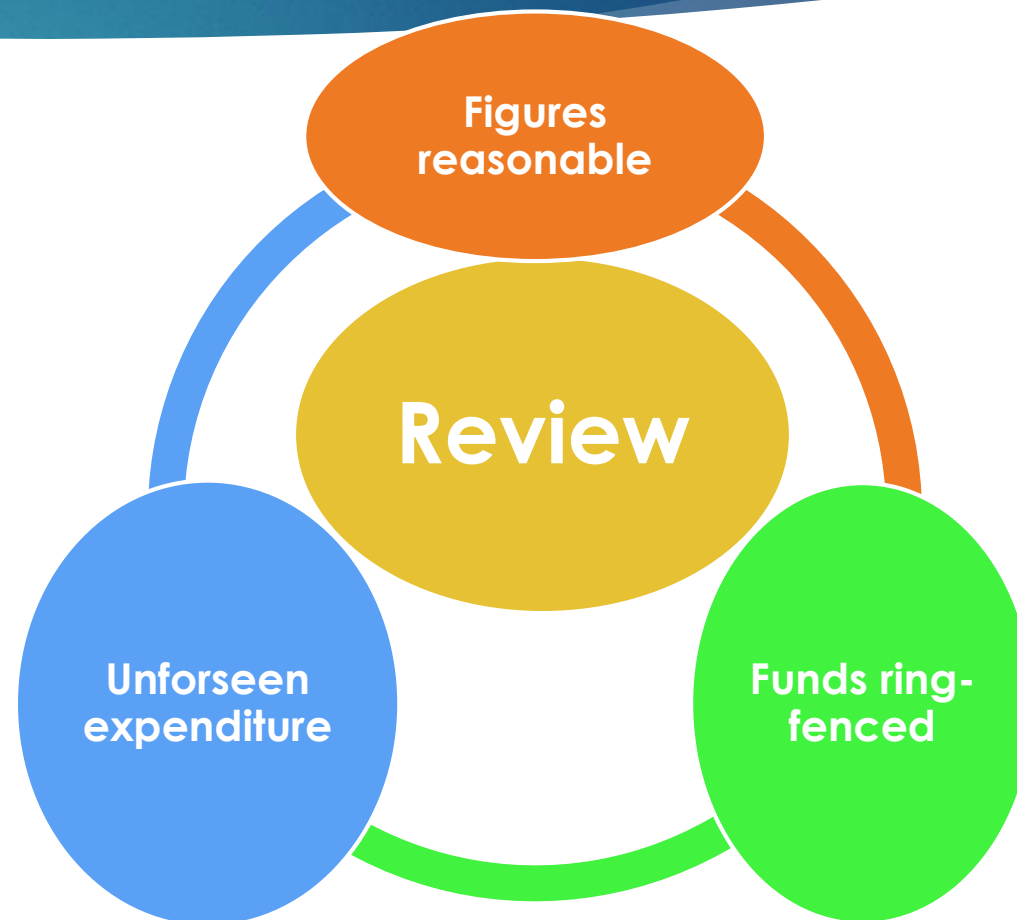 Figures
reasonable
Review
Unforseen
expenditure
Funds ring-
fenced